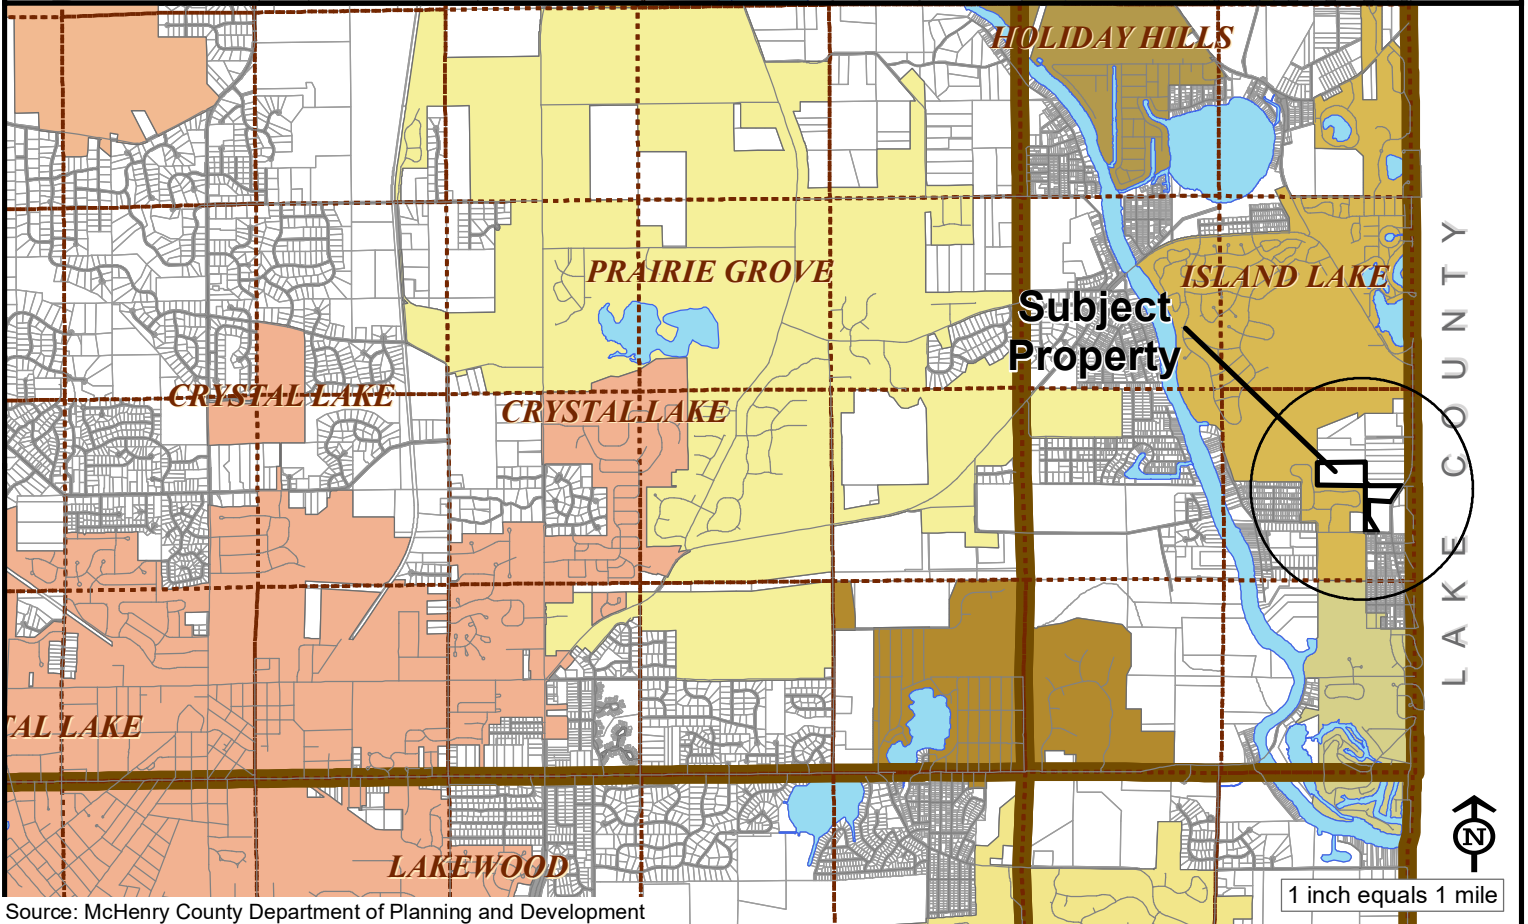 HOLIDAY HILLS
PRAIRIE GROVE
ISLAND LAKE
Subject
Property
CRYSTAL LAKE
CRYSTAL LAKE
LAKE COUNTY
TAL LAKE
LAKEWOOD
N
1 inch equals 1 mile
Source: McHenry County Department of Planning and Development